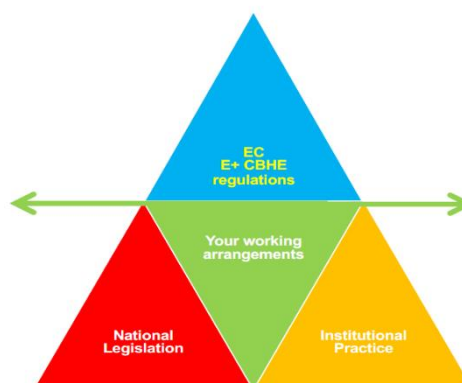 EC
E+ CBHE
regulations
Your working
arrangements
National
Legislation
Institutional
Practice